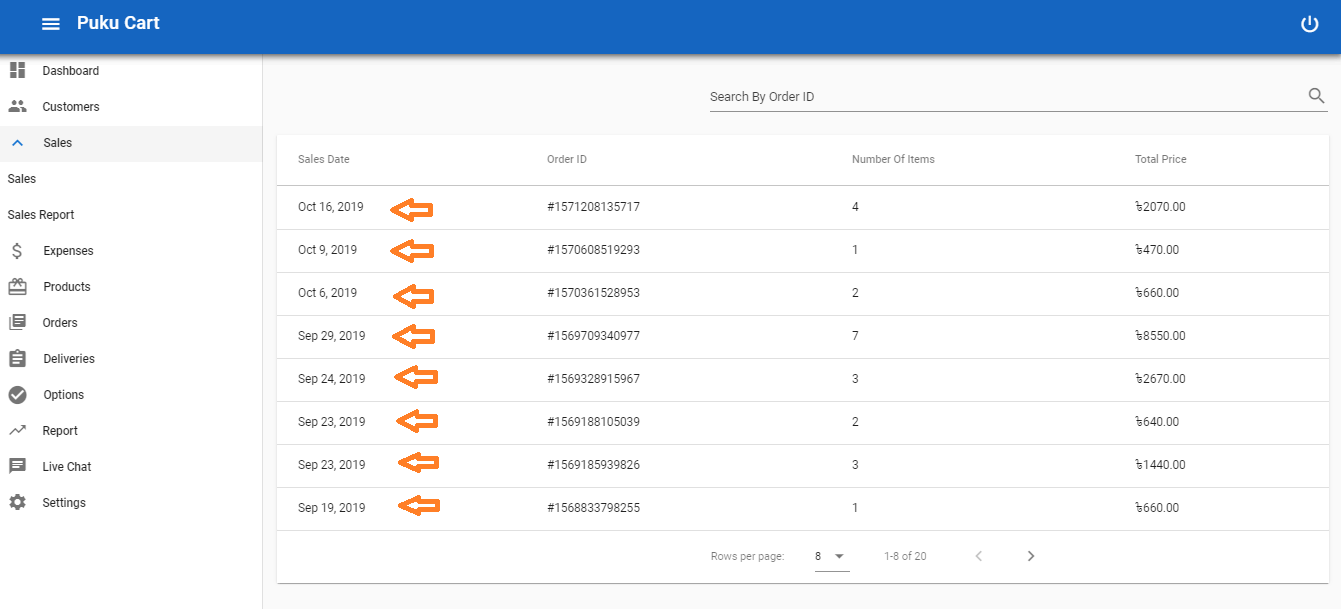 Puku Cart
Dashboard
Customers
Sales
Sales
Sales Report
Expenses
Products
Orders
Deliveries
Options
Report
Live Chat
Settings
Search By Order ID
Sales Date Order ID Number Of Items Total Price
Oct 16, 2019 #1571208135717 4 ৳2070.00
Oct 9, 2019 #1570608519293 1 ৳470.00
Oct 6, 2019 #1570361528953 2 ৳660.00
Sep 29, 2019 #1569709340977 7 ৳8550.00
Sep 24, 2019 #1569328915967 3 ৳2670.00
Sep 23, 2019 #1569188105039 2 ৳640.00
Sep 23, 2019 #1569185939826 3 ৳1440.00
Sep 19, 2019 #1568833798255 1 ৳660.00
Rows per page: 8 1-8 of 20